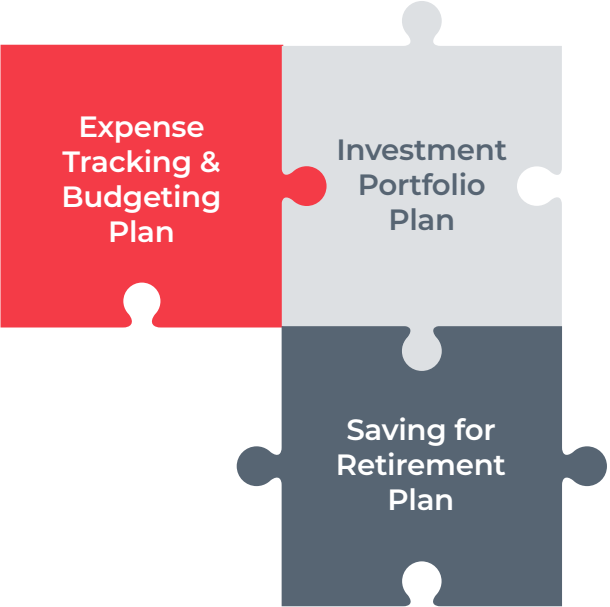 Expense
Tracking &
Budgeting
Plan
Investment
Portfolio
Plan
Saving for
Retirement
Plan